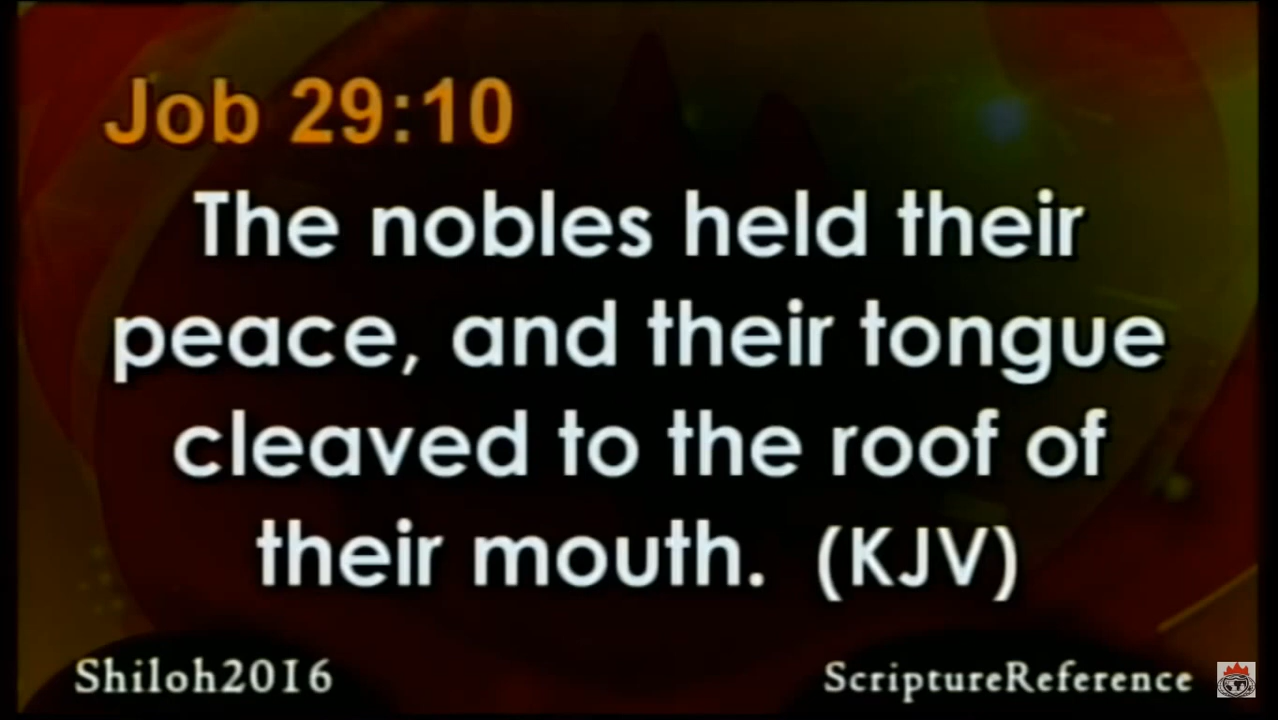 Job 29:10
The nobles held their
peace, and their tongue
cleaved to the roof of
their mouth. (KJV)
Shiloh2016
ScriptureReference